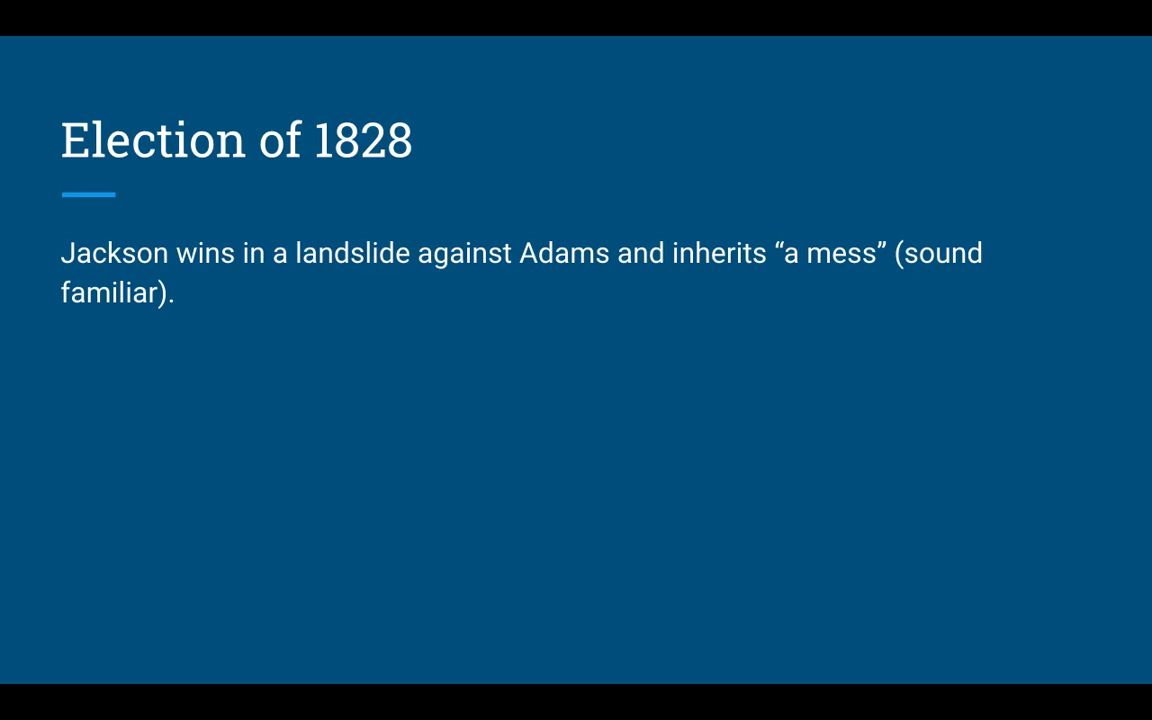 Election of 1828
Jackson wins in a landslide against Adams and inherits “a mess” (sound
familiar).